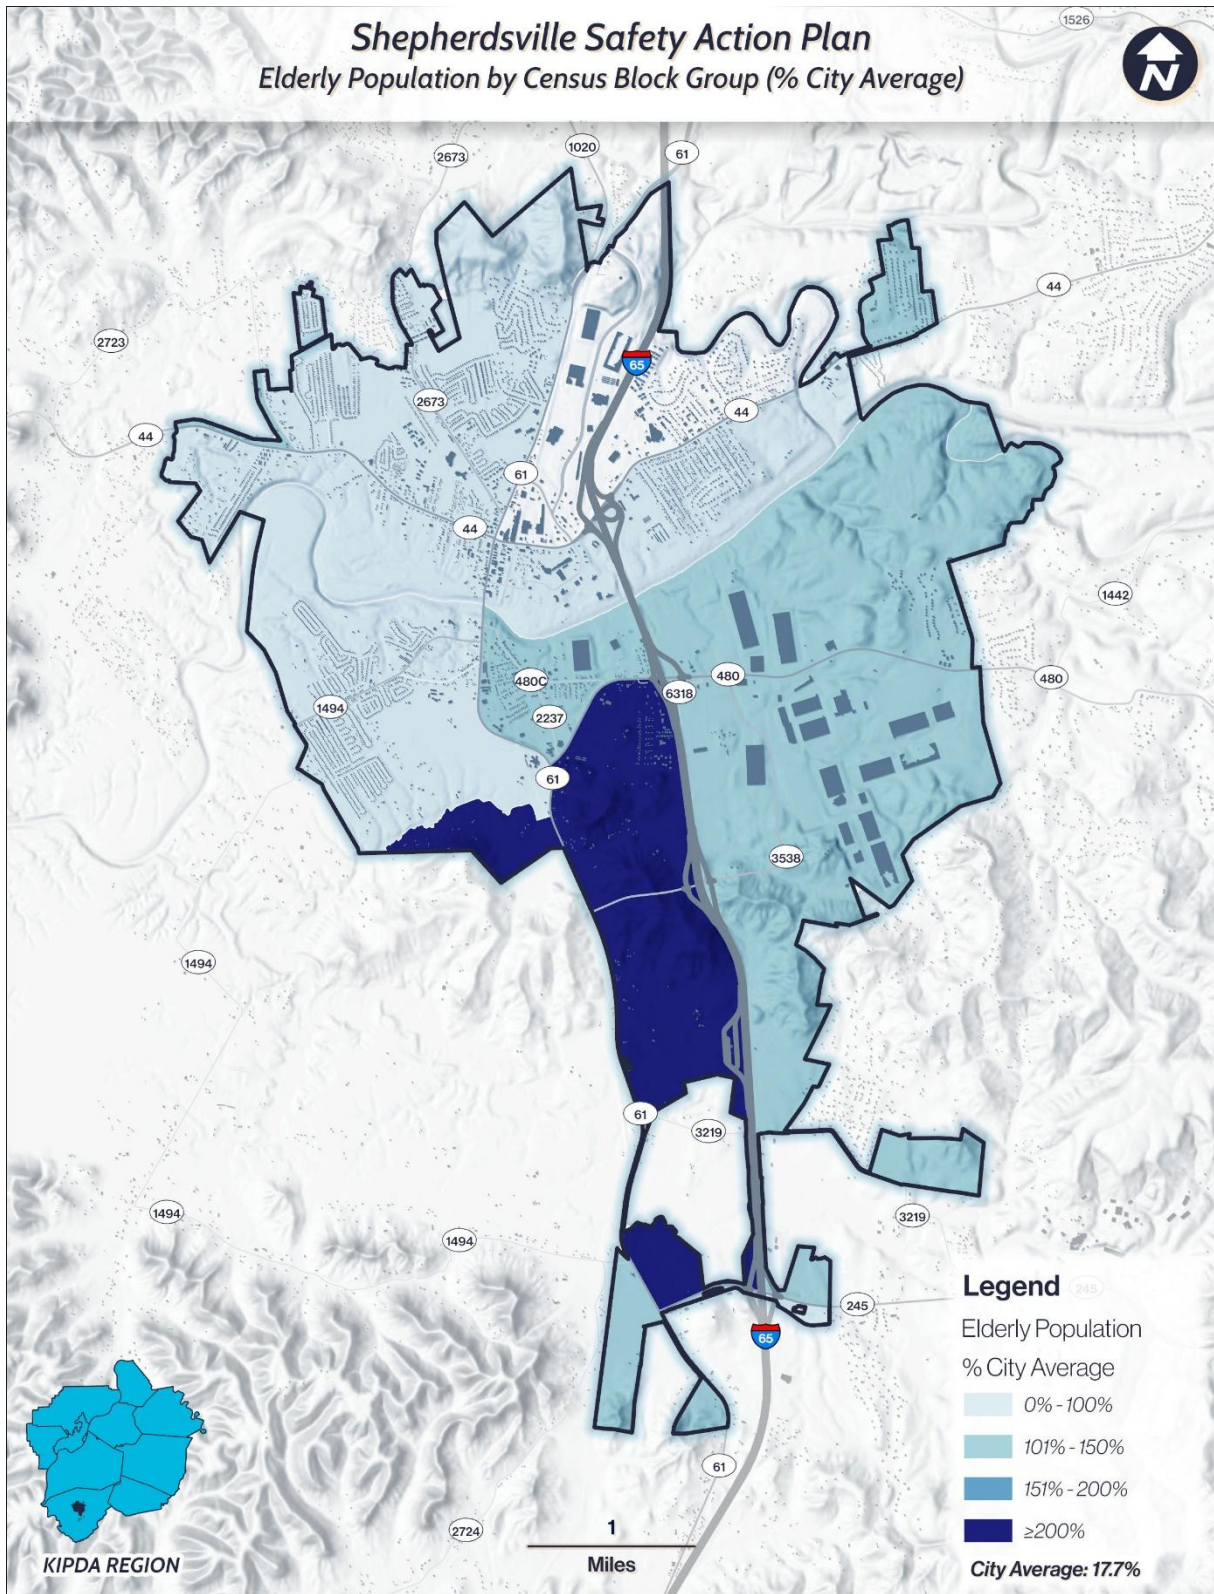 Shepherdsville Safety Action Plan
Elderly Population by Census Block Group (% City Average)
N
1526
2673
1020
61
44
2723
65
2673
44
44
61
44
1442
480C
480
480
6318
1494
2237
61
3538
1494
61
3219
1494
1494
3219
245
65
61
2724
1
Miles
KIPDA REGION
Legend
245
Elderly Population
% City Average
0% - 100%
101% - 150%
151% - 200%
≥200%
City Average: 17.7%